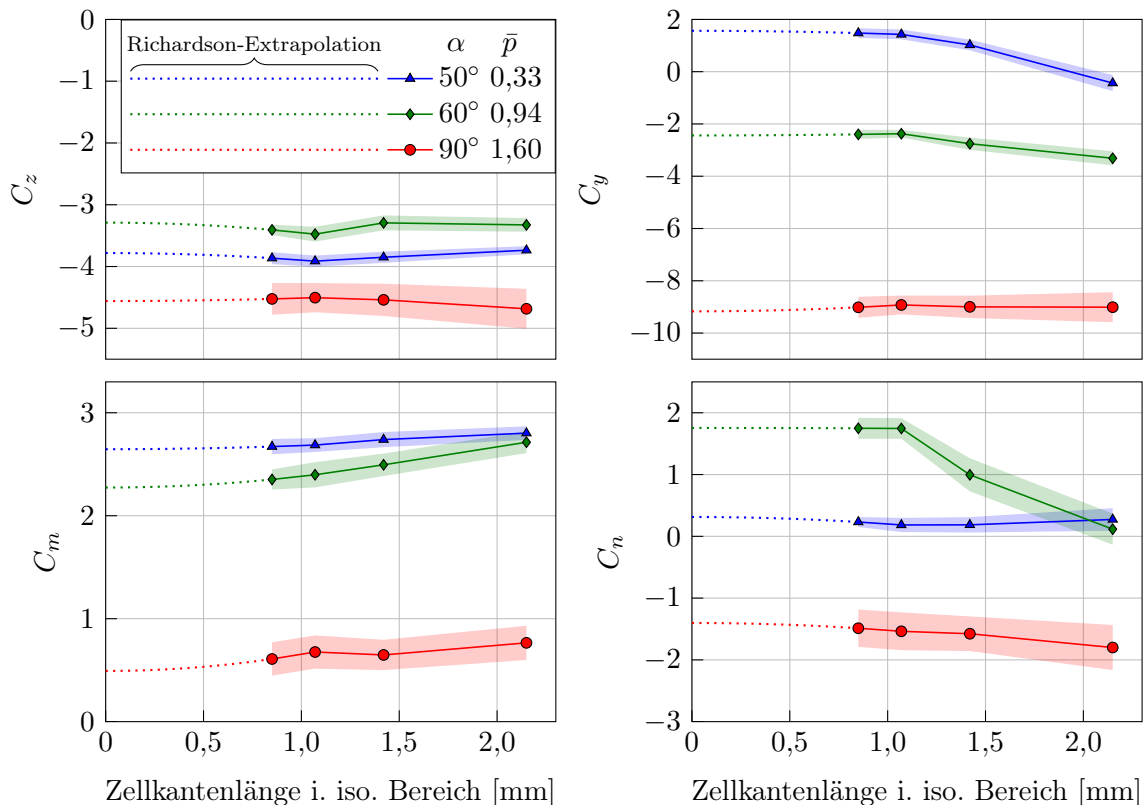 0
−1
−2
−3
−4
−5
C_z
Richardson-Extrapolation α p̄
50° 0,33
60° 0,94
90° 1,60
2
0
−2
−4
−6
−8
−10
C_y
3
2
1
0
C_m
0 0,5 1,0 1,5 2,0
Zellkantenlänge i. iso. Bereich [mm]
2
1
0
−1
−2
−3
C_n
0 0,5 1,0 1,5 2,0
Zellkantenlänge i. iso. Bereich [mm]